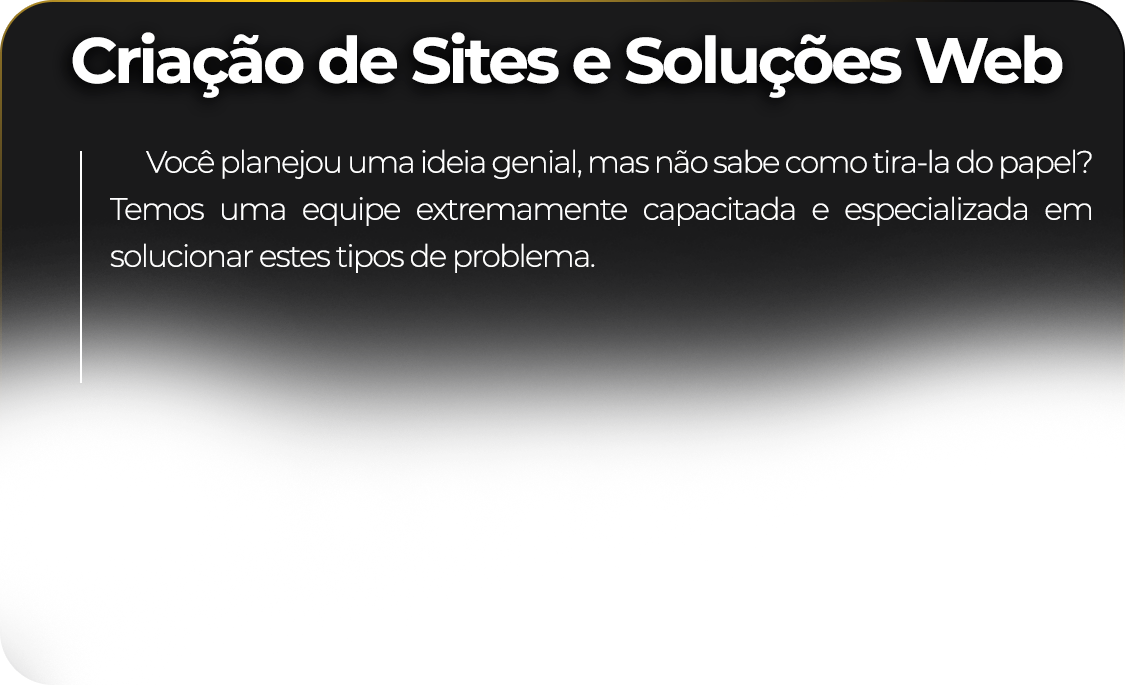 Criação de Sites e Soluções Web
Você planejou uma ideia genial, mas não sabe como tira-la do papel?
Temos uma equipe extremamente capacitada e especializada em
solucionar estes tipos de problema.